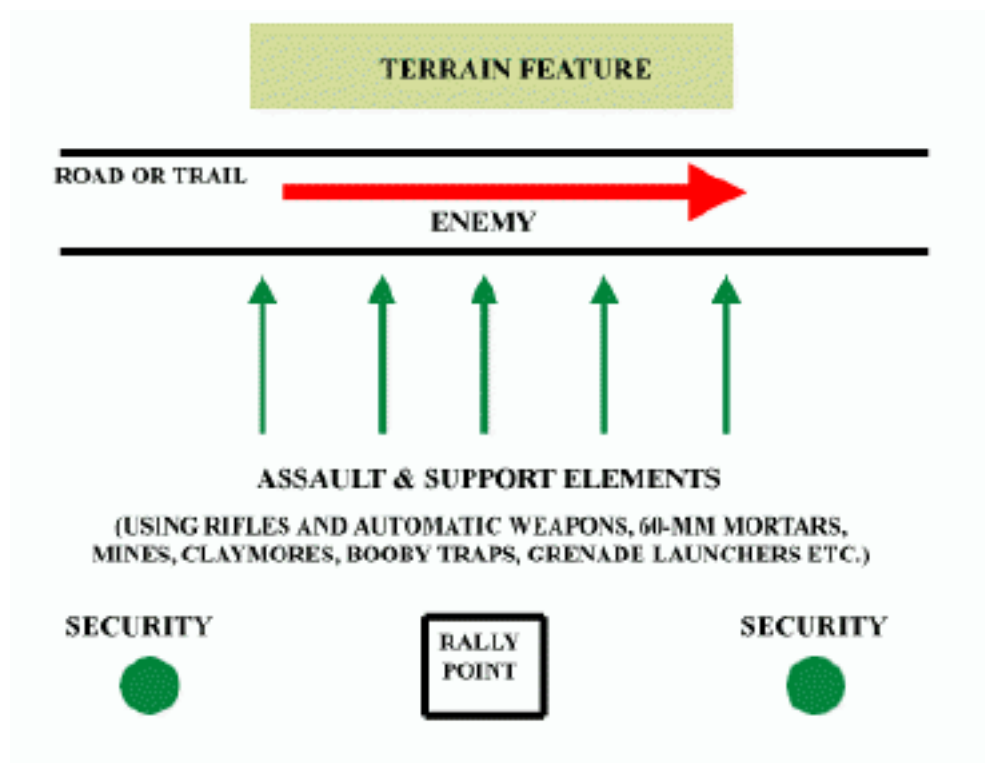 TERRAIN FEATURE
ROAD OR TRAIL
ENEMY
ASSAULT & SUPPORT ELEMENTS
(USING RIFLES AND AUTOMATIC WEAPONS, 60-MM MORTARS,
MINES, CLAYMORES, BOOBY TRAPS, GRENADE LAUNCHERS ETC.)
SECURITY
RALLY
POINT
SECURITY